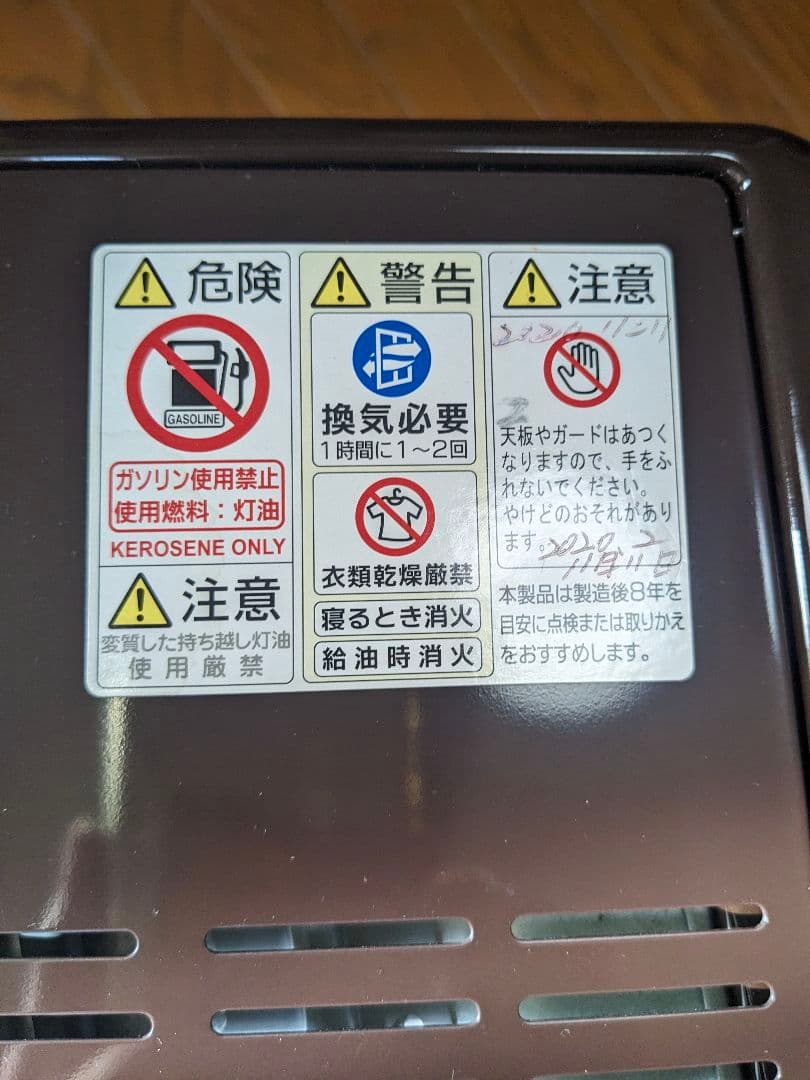 危険
GASOLINE
ガソリン使用禁止
使用燃料：灯油
KEROSENE ONLY
注意
変質した持ち越し灯油
使用厳禁
警告
換気必要
1時間に1～2回
衣類乾燥厳禁
寝るとき消火
給油時消火
注意
天板やガードはあつく
なりますので、手をふ
れないでください。
やけどのおそれがあり
ます。
2020
11月11日
本製品は製造後8年を
目安に点検または取りかえ
をおすすめします。